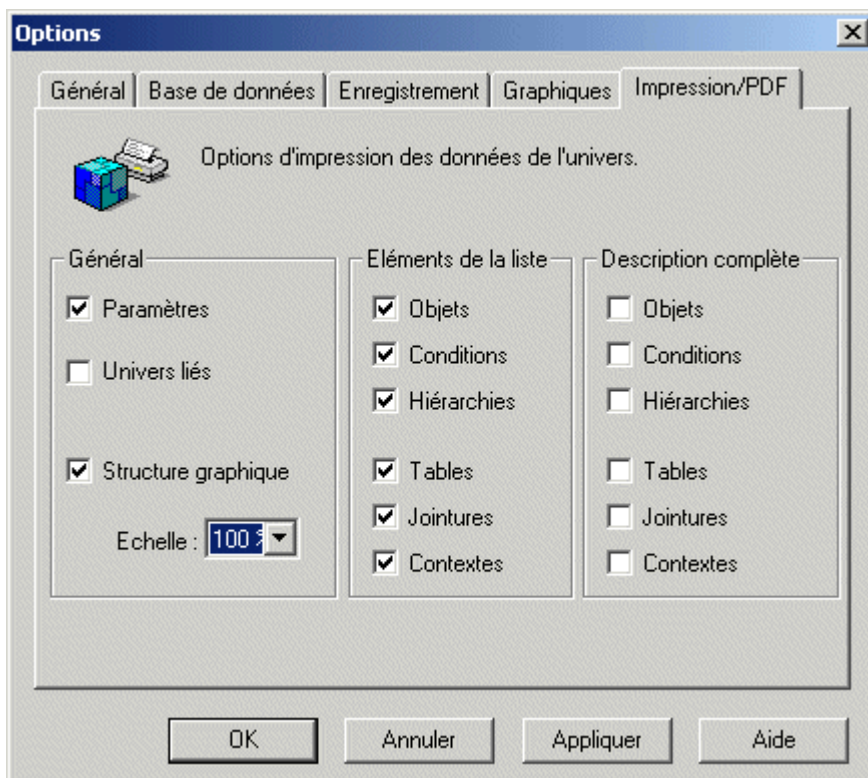 Options
Général
Base de données
Enregistrement
Graphiques
Impression/PDF
Options d'impression des données de l'univers.
Général
Paramètres
Univers liés
Structure graphique
Echelle : 100 %
Eléments de la liste
Objets
Conditions
Hiérarchies
Tables
Jointures
Contextes
Description complète
Objets
Conditions
Hiérarchies
Tables
Jointures
Contextes
OK
Annuler
Appliquer
Aide